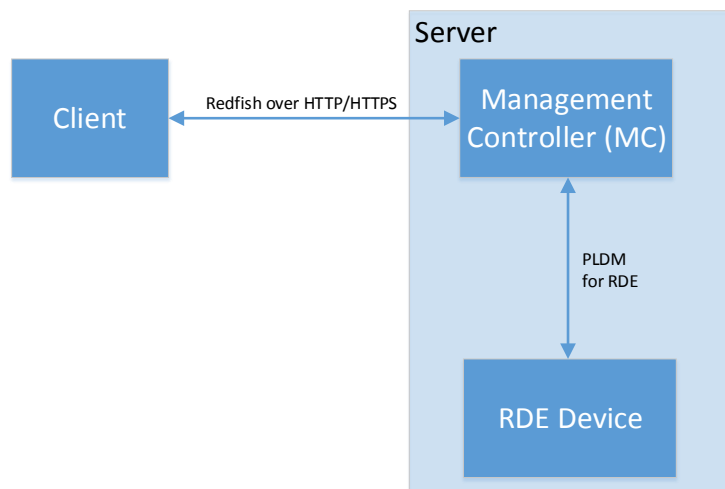 Server
Client
Redfish over HTTP/HTTPS
Management
Controller (MC)
PLDM
for RDE
RDE Device